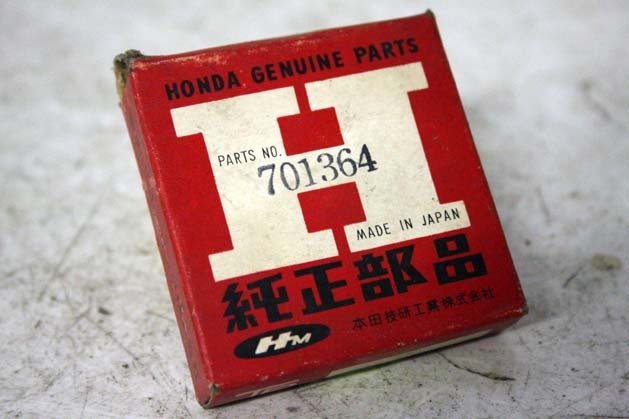 HONDA GENUINE PARTS
H
PARTS NO.
701364
MADE IN JAPAN
純正部品
HM 本田技研工業株式会社